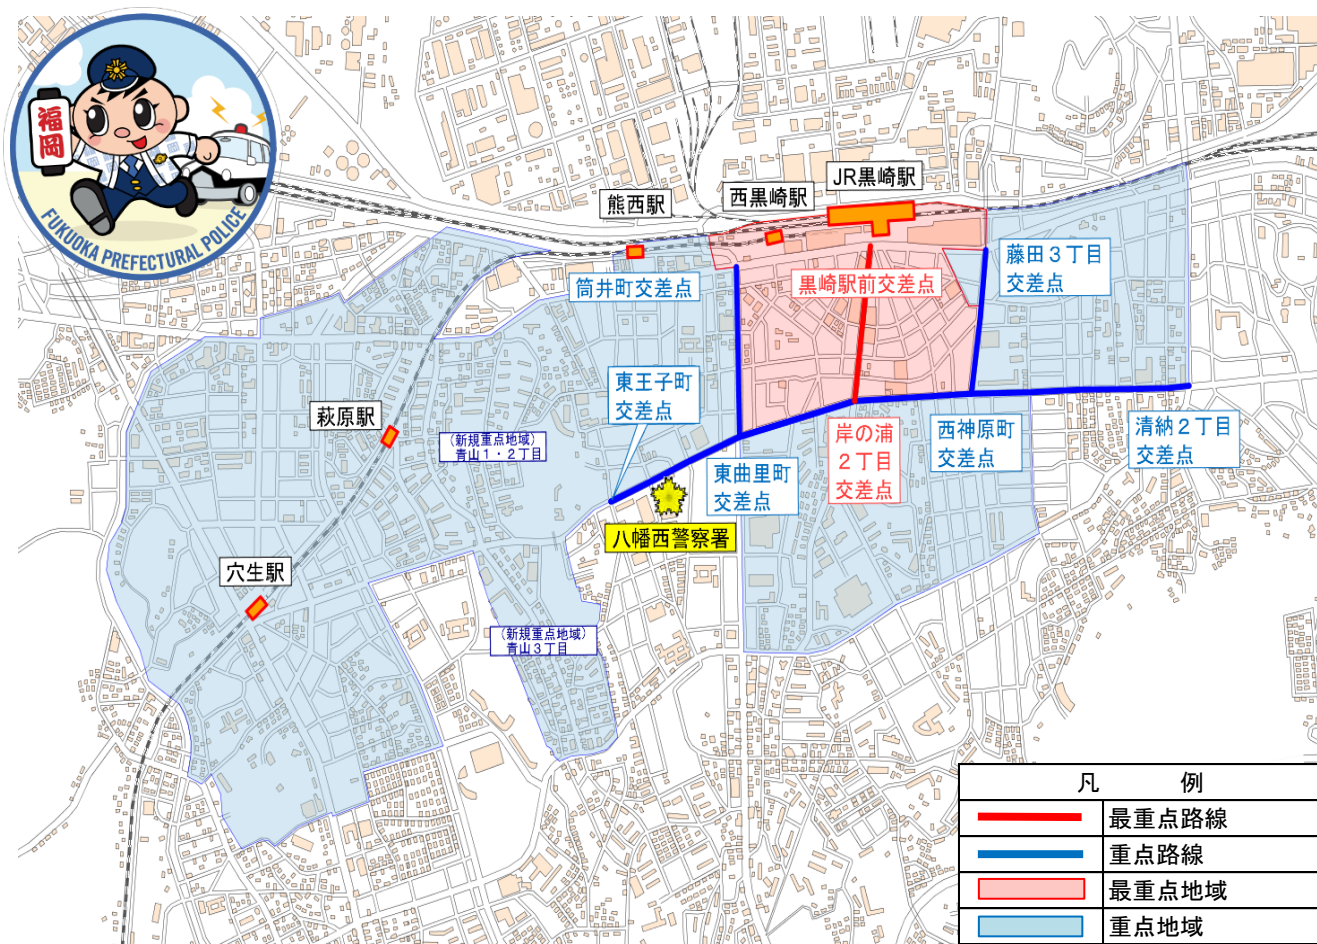 福岡
FUKUOKA PREFECTURAL POLICE
JR黒崎駅
西黒崎駅
熊西駅
藤田３丁目
交差点
筒井町交差点
黒崎駅前交差点
東王子町
交差点
萩原駅
(新規重点地域)
青山１・２丁目
岸の浦
２丁目
交差点
西神原町
交差点
清納２丁目
交差点
東曲里町
交差点
八幡西警察署
穴生駅
(新規重点地域)
青山３丁目
凡　例
最重点路線
重点路線
最重点地域
重点地域